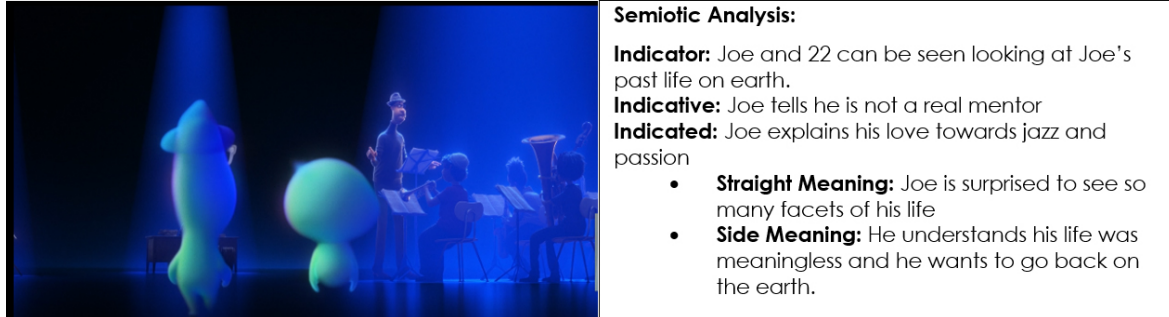 Semiotic Analysis:
Indicator: Joe and 22 can be seen looking at Joe's
past life on earth.
Indicative: Joe tells he is not a real mentor
Indicated: Joe explains his love towards jazz and
passion
• Straight Meaning: Joe is surprised to see so
many facets of his life
• Side Meaning: He understands his life was
meaningless and he wants to go back on
the earth.